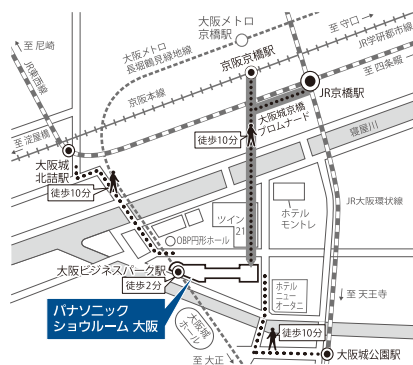 大阪メトロ
京橋駅
至 守口
至 尼崎
JR東西線
大阪メトロ
長堀鶴見緑地線
JR学研都市線
京阪京橋駅
至 四条畷
京阪本線
JR京橋駅
至 淀屋橋
大阪城京橋
プロムナード
徒歩10分
寝屋川
大阪城
北詰駅
徒歩10分
ツイン
21
ホテル
モントレ
JR大阪環状線
OBP円形ホール
大阪ビジネスパーク駅
徒歩2分
ホテル
ニュー
オータニ
至 天王寺
パナソニック
ショウルーム 大阪
大阪城
ホール
徒歩10分
至 大正
大阪城公園駅